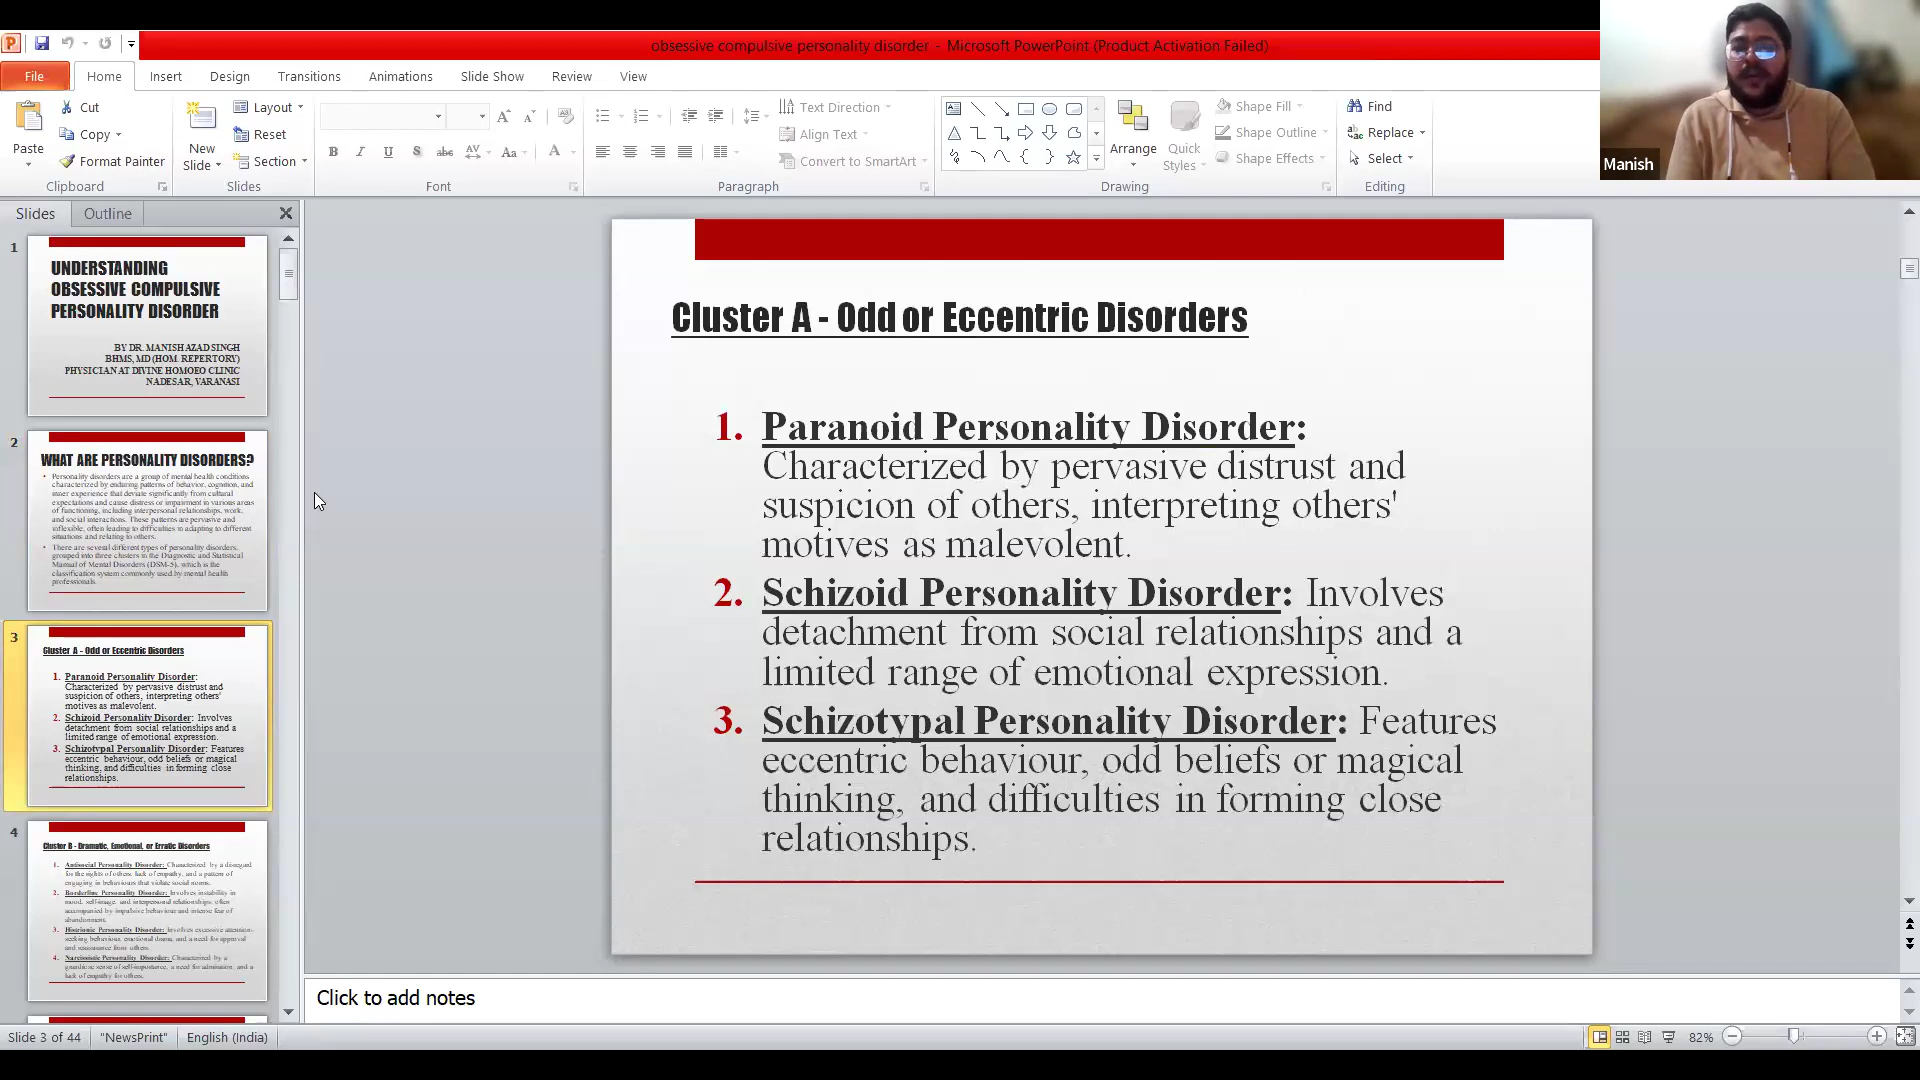 obsessive compulsive personality disorder - Microsoft PowerPoint (Product Activation Failed)
File Home Insert Design Transitions Animations Slide Show Review View
Cut
Copy
Format Painter
Paste
Clipboard
New
Slide
Layout
Reset
Section
Slides
Font
Text Direction
Align Text
Convert to SmartArt
Paragraph
Arrange
Quick
Styles
Shape Fill
Shape Outline
Shape Effects
Drawing
Find
Replace
Select
Editing
Manish
Slides Outline
1
UNDERSTANDING
OBSESSIVE COMPULSIVE
PERSONALITY DISORDER
BY DR. MANISH AZAD SINGH
BHMS, MD (HOM. REPERTORY)
PHYSICIAN AT DIVINE HOMOEO CLINIC
NADESAR, VARANASI
2
WHAT ARE PERSONALITY DISORDERS?
• Personality disorders are a group of mental health conditions
characterized by enduring patterns of behavior, cognition, and
inner experience that deviate significantly from cultural
expectations and cause distress or impairment in various areas
of functioning, including interpersonal relationships, work,
and social interactions. These patterns are pervasive and
inflexible, often leading to difficulties in adapting to different
situations and relating to others.
• There are several different types of personality disorders,
grouped into three clusters in the Diagnostic and Statistical
Manual of Mental Disorders (DSM-5), which is the
classification system commonly used by mental health
professionals.
3
Cluster A - Odd or Eccentric Disorders
1. Paranoid Personality Disorder:
Characterized by pervasive distrust and
suspicion of others, interpreting others'
motives as malevolent.
2. Schizoid Personality Disorder: Involves
detachment from social relationships and a
limited range of emotional expression.
3. Schizotypal Personality Disorder: Features
eccentric behaviour, odd beliefs or magical
thinking, and difficulties in forming close
relationships.
4
Cluster B - Dramatic, Emotional, or Erratic Disorders
1. Antisocial Personality Disorder: Characterized by a disregard
for the rights of others, lack of empathy, and a pattern of
engaging in behaviours that violate social norms.
2. Borderline Personality Disorder: Involves instability in
mood, self-image, and interpersonal relationships, often
accompanied by impulsive behaviour and intense fear of
abandonment.
3. Histrionic Personality Disorder: Involves excessive attention-
seeking behaviour, emotional drama, and a need for approval
and reassurance from others.
4. Narcissistic Personality Disorder: Characterized by a
grandiose sense of self-importance, a need for admiration, and a
lack of empathy for others.
Cluster A - Odd or Eccentric Disorders
1. Paranoid Personality Disorder:
Characterized by pervasive distrust and
suspicion of others, interpreting others'
motives as malevolent.
2. Schizoid Personality Disorder: Involves
detachment from social relationships and a
limited range of emotional expression.
3. Schizotypal Personality Disorder: Features
eccentric behaviour, odd beliefs or magical
thinking, and difficulties in forming close
relationships.
Click to add notes
Slide 3 of 44 "NewsPrint" English (India) 82%